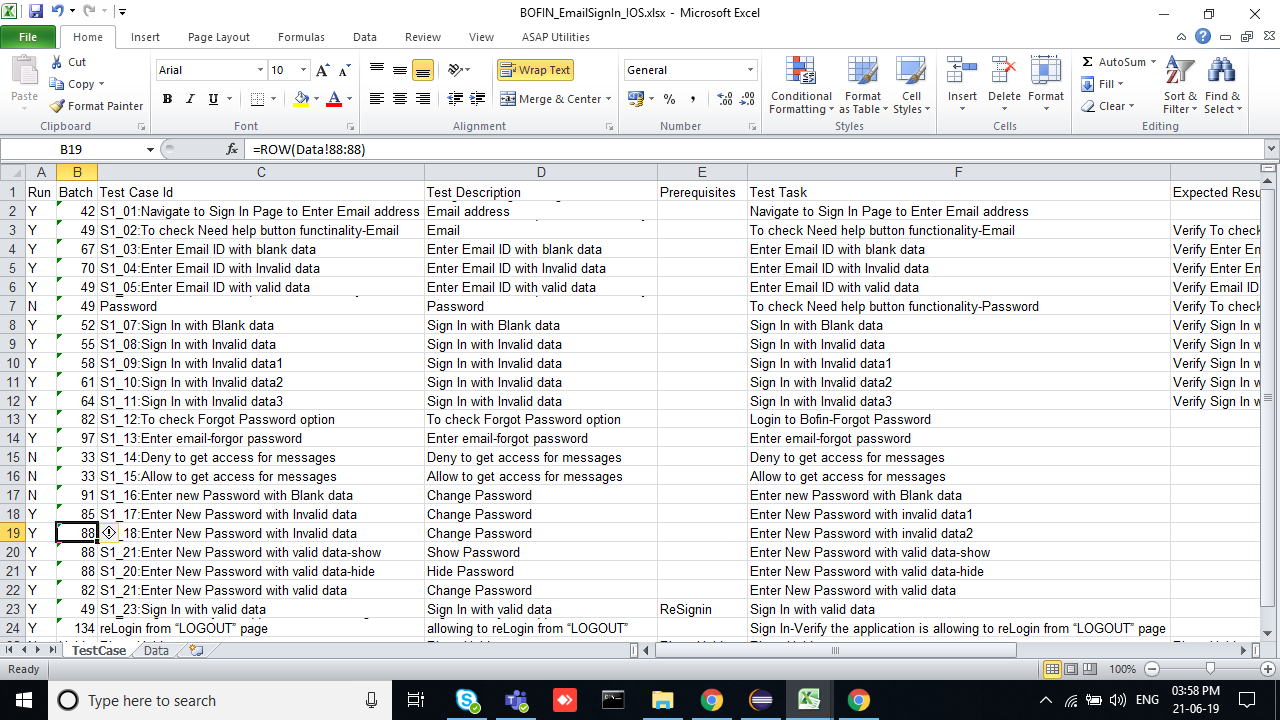 BOFIN_EmailSignIn_IOS.xlsx - Microsoft Excel
File Home Insert Page Layout Formulas Data Review View ASAP Utilities
Paste Cut Copy Format Painter Clipboard
Arial 10 A A B I U A Font
Wrap Text Merge & Center Alignment
General % , .00 .0 Number
Conditional Formatting Format as Table Cell Styles Styles
Insert Delete Format Cells
Σ AutoSum Fill Clear Sort & Filter Find & Select Editing
B19 fx =ROW(Data!88:88)
A B C D E F
1 Run Batch Test Case Id Test Description Prerequisites Test Task Expected Resu
2 Y 42 S1_01:Navigate to Sign In Page to Enter Email address Email address Navigate to Sign In Page to Enter Email address
3 Y 49 S1_02:To check Need help button functinality-Email Email To check Need help button functinality-Email Verify To check
4 Y 67 S1_03:Enter Email ID with blank data Enter Email ID with blank data Enter Email ID with blank data Verify Enter En
5 Y 70 S1_04:Enter Email ID with Invalid data Enter Email ID with Invalid data Enter Email ID with Invalid data Verify Enter En
6 Y 49 S1_05:Enter Email ID with valid data Enter Email ID with valid data Enter Email ID with valid data Verify Email ID
7 N 49 Password Password To check Need help button functionality-Password Verify To check
8 Y 52 S1_07:Sign In with Blank data Sign In with Blank data Sign In with Blank data Verify Sign In w
9 Y 55 S1_08:Sign In with Invalid data Sign In with Invalid data Sign In with Invalid data Verify Sign In w
10 Y 58 S1_09:Sign In with Invalid data1 Sign In with Invalid data Sign In with Invalid data1 Verify Sign In w
11 Y 61 S1_10:Sign In with Invalid data2 Sign In with Invalid data Sign In with Invalid data2 Verify Sign In w
12 Y 64 S1_11:Sign In with Invalid data3 Sign In with Invalid data Sign In with Invalid data3 Verify Sign In w
13 Y 82 S1_12:To check Forgot Password option To check Forgot Password option Login to Bofin-Forgot Password
14 Y 97 S1_13:Enter email-forgor password Enter email-forgot password Enter email-forgot password
15 N 33 S1_14:Deny to get access for messages Deny to get access for messages Deny to get access for messages
16 N 33 S1_15:Allow to get access for messages Allow to get access for messages Allow to get access for messages
17 N 91 S1_16:Enter new Password with Blank data Change Password Enter new Password with Blank data
18 Y 85 S1_17:Enter New Password with Invalid data Change Password Enter New Password with invalid data1
19 Y 88 _18:Enter New Password with Invalid data Change Password Enter New Password with invalid data2
20 Y 88 S1_21:Enter New Password with valid data-show Show Password Enter New Password with valid data-show
21 Y 88 S1_20:Enter New Password with valid data-hide Hide Password Enter New Password with valid data-hide
22 Y 82 S1_21:Enter New Password with valid data Change Password Enter New Password with valid data
23 Y 49 S1_23:Sign In with valid data Sign In with valid data ReSignin Sign In with valid data
24 Y 134 reLogin from “LOGOUT” page allowing to reLogin from “LOGOUT” Sign In-Verify the application is allowing to reLogin from “LOGOUT” page
TestCase Data
Ready 100%
Type here to search ENG 03:58 PM
21-06-19